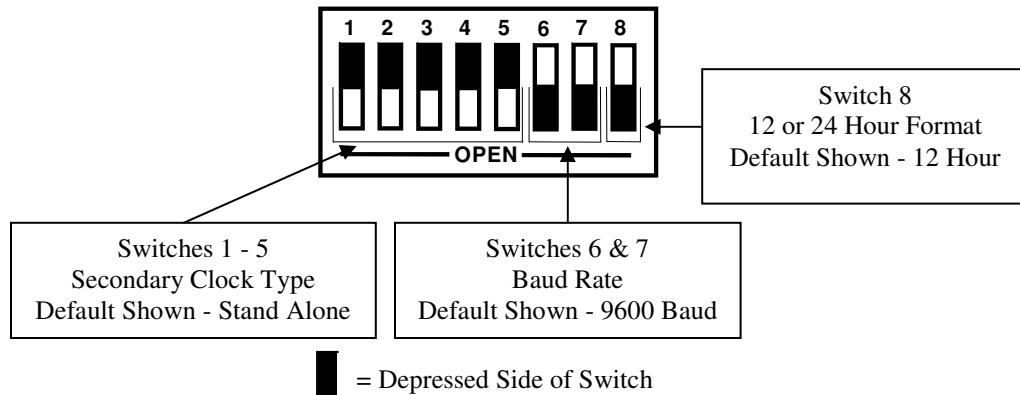 1 2 3 4 5 6 7 8
OPEN
Switch 8
12 or 24 Hour Format
Default Shown - 12 Hour
Switches 1 - 5
Secondary Clock Type
Default Shown - Stand Alone
Switches 6 & 7
Baud Rate
Default Shown - 9600 Baud
= Depressed Side of Switch